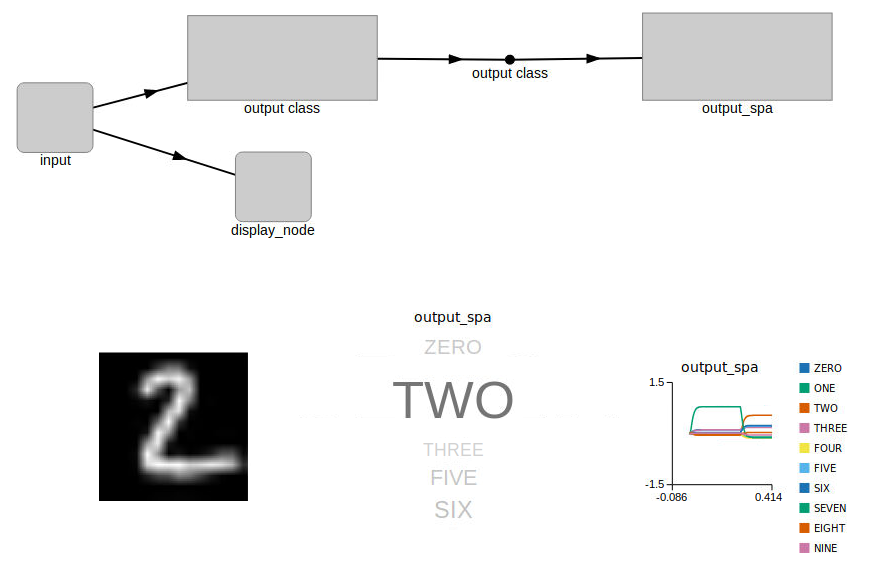 output class
output class
output_spa
input
display_node
2
output_spa
ZERO
TWO
THREE
FIVE
SIX
output_spa
1.5
-1.5
-0.086
0.414
ZERO
ONE
TWO
THREE
FOUR
FIVE
SIX
SEVEN
EIGHT
NINE